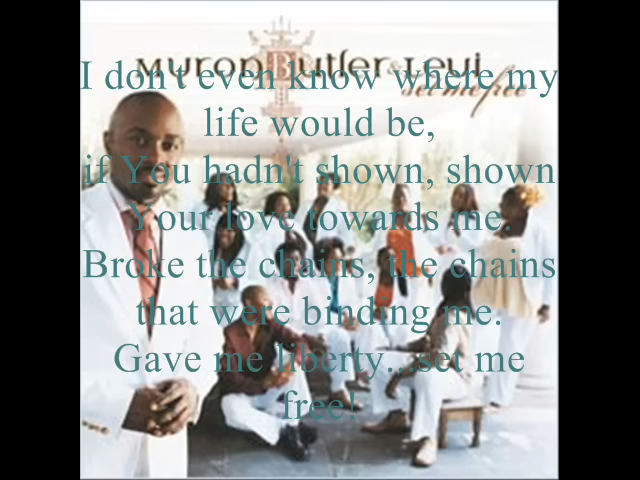 Myron Butler & Levi
set me free
I don't even know where my
life would be,
if You hadn't shown, shown
Your love towards me.
Broke the chains, the chains
that were binding me.
Gave me liberty...set me
free!